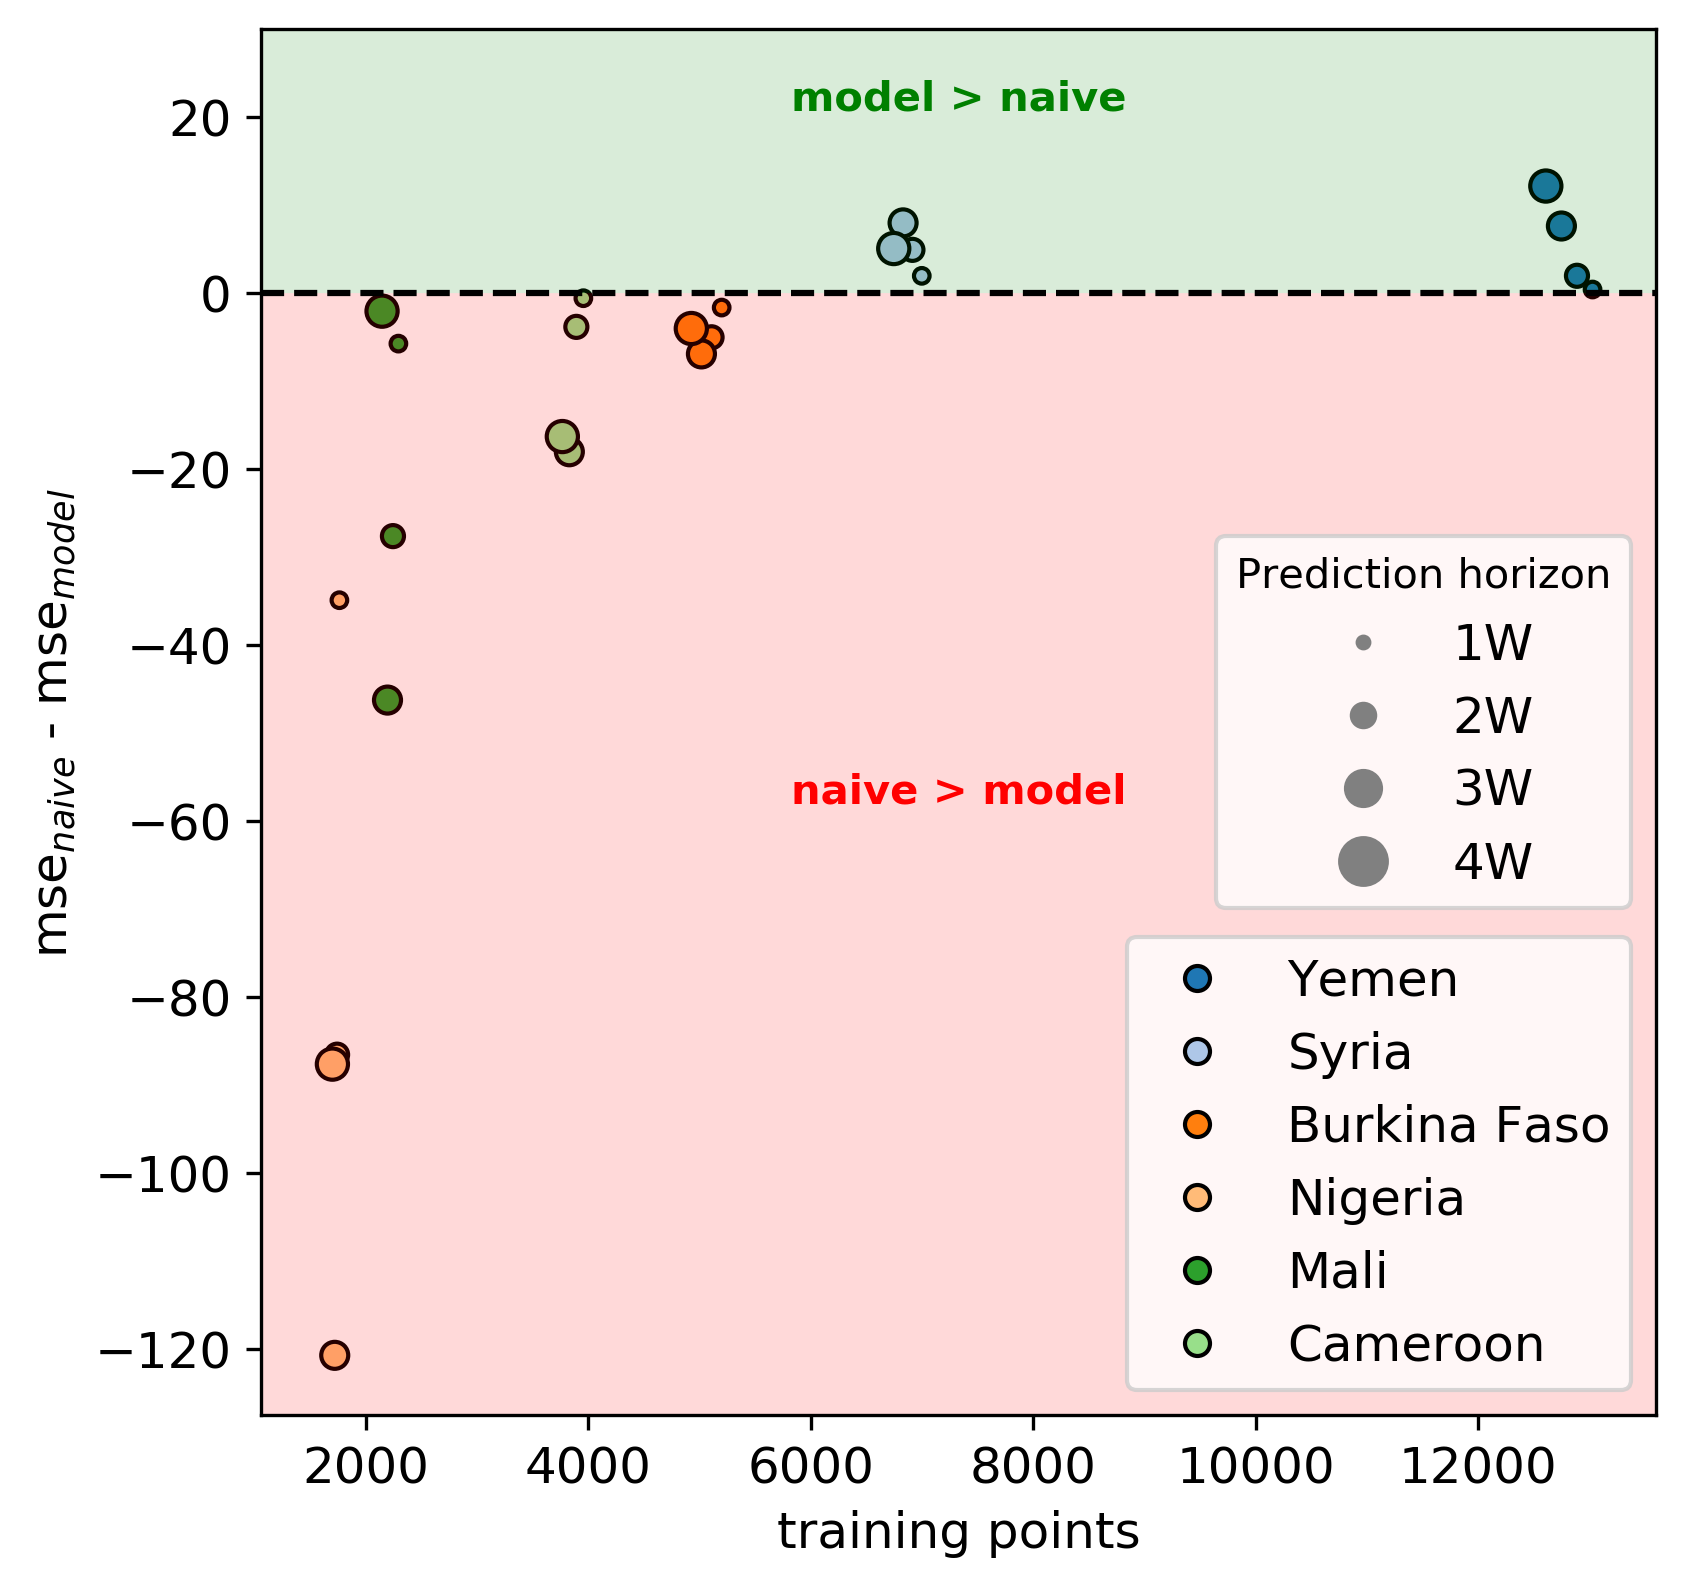 model > naive
20
0
−20
−40
−60
−80
−100
−120
mse_naive - mse_model
naive > model
Prediction horizon
1W
2W
3W
4W
Yemen
Syria
Burkina Faso
Nigeria
Mali
Cameroon
2000 4000 6000 8000 10000 12000
training points